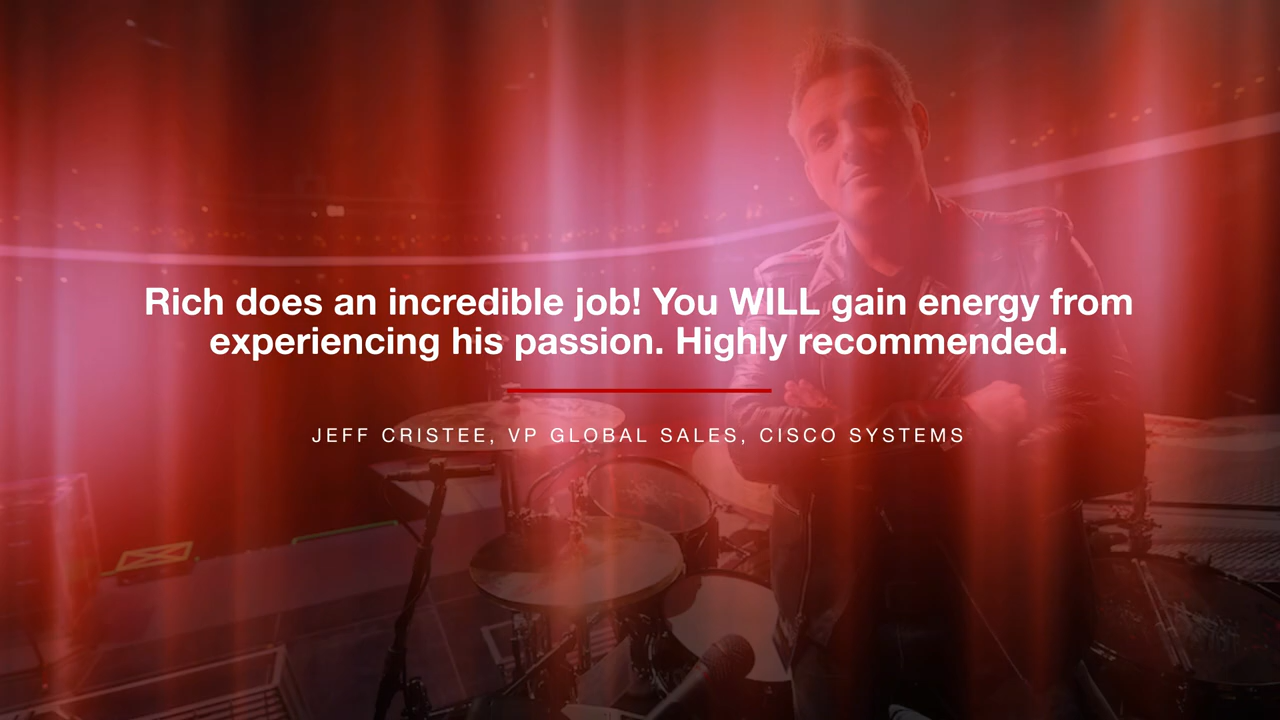 Rich does an incredible job! You WILL gain energy from
experiencing his passion. Highly recommended.
JEFF CRISTEE, VP GLOBAL SALES, CISCO SYSTEMS